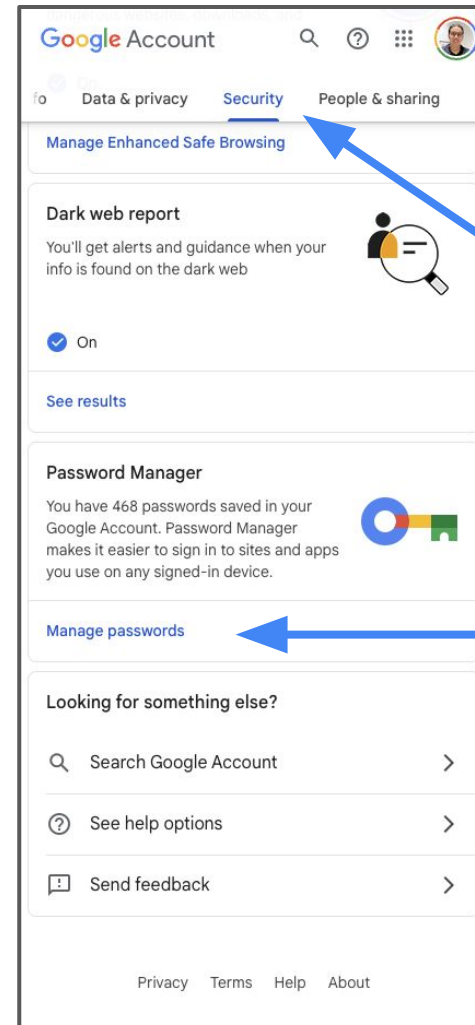 Google Account
fo Data & privacy Security People & sharing
Manage Enhanced Safe Browsing
Dark web report
You'll get alerts and guidance when your
info is found on the dark web
On
See results
Password Manager
You have 468 passwords saved in your
Google Account. Password Manager
makes it easier to sign in to sites and apps
you use on any signed-in device.
Manage passwords
Looking for something else?
Search Google Account
See help options
Send feedback
Privacy Terms Help About